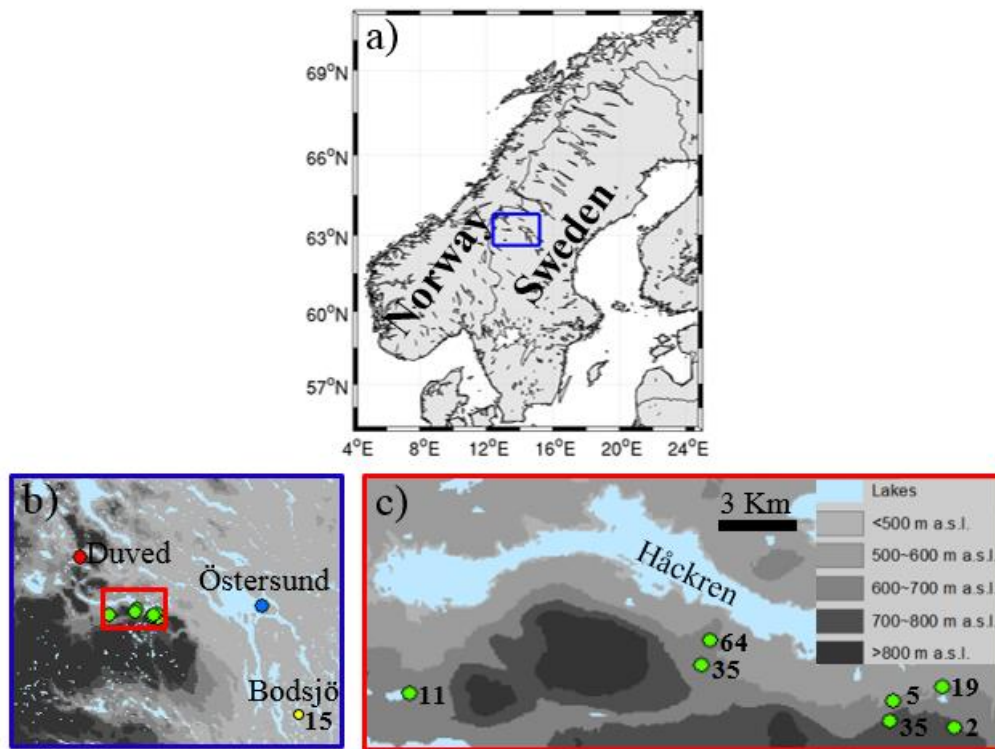 a)
69°N
66°N
63°N
60°N
57°N
4°E 8°E 12°E 16°E 20°E 24°E
Norway
Sweden
b)
Duved
Östersund
Bodsjö
15
c)
3 Km
Håckren
64
35
11
5
19
35
2
Lakes
<500 m a.s.l.
500~600 m a.s.l.
600~700 m a.s.l.
700~800 m a.s.l.
>800 m a.s.l.